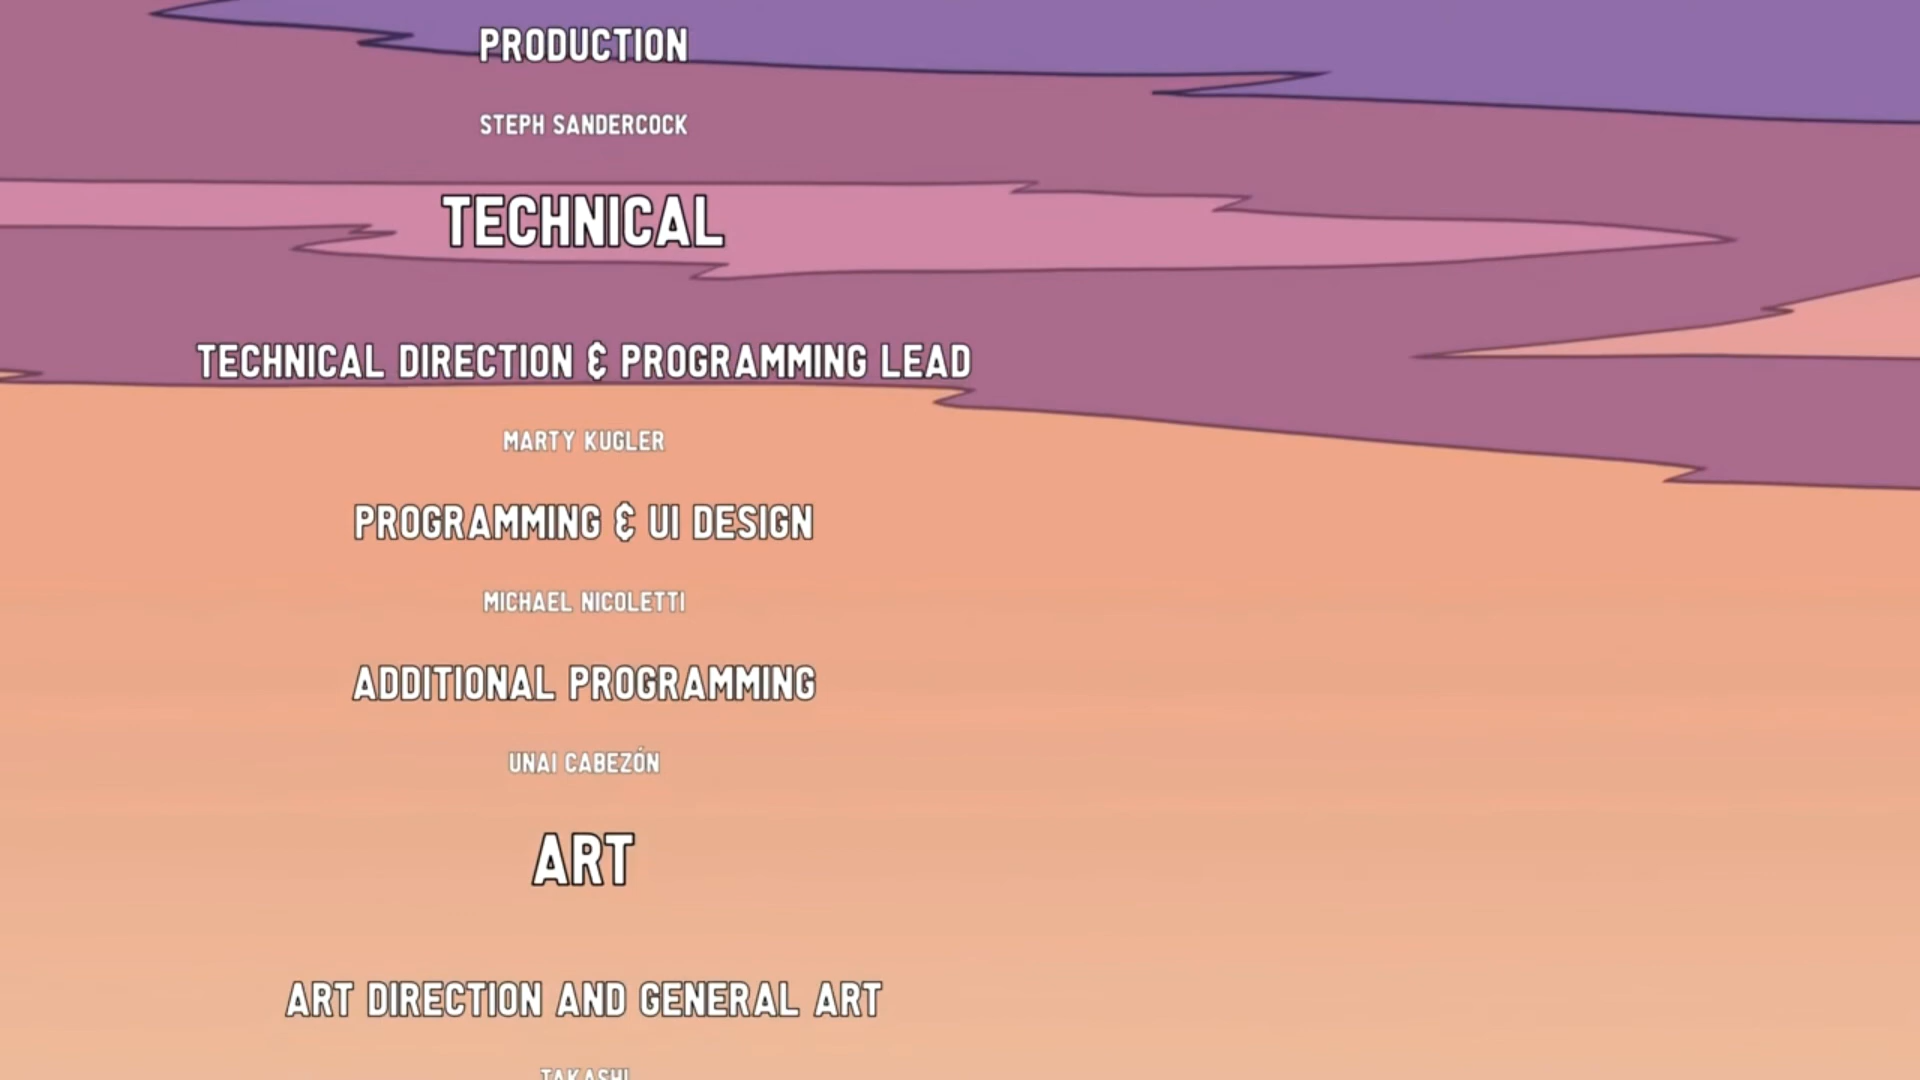 PRODUCTION
STEPH SANDERCOCK
TECHNICAL
TECHNICAL DIRECTION & PROGRAMMING LEAD
MARTY KUGLER
PROGRAMMING & UI DESIGN
MICHAEL NICOLETTI
ADDITIONAL PROGRAMMING
UNAI CABEZÓN
ART
ART DIRECTION AND GENERAL ART
TAKASHI